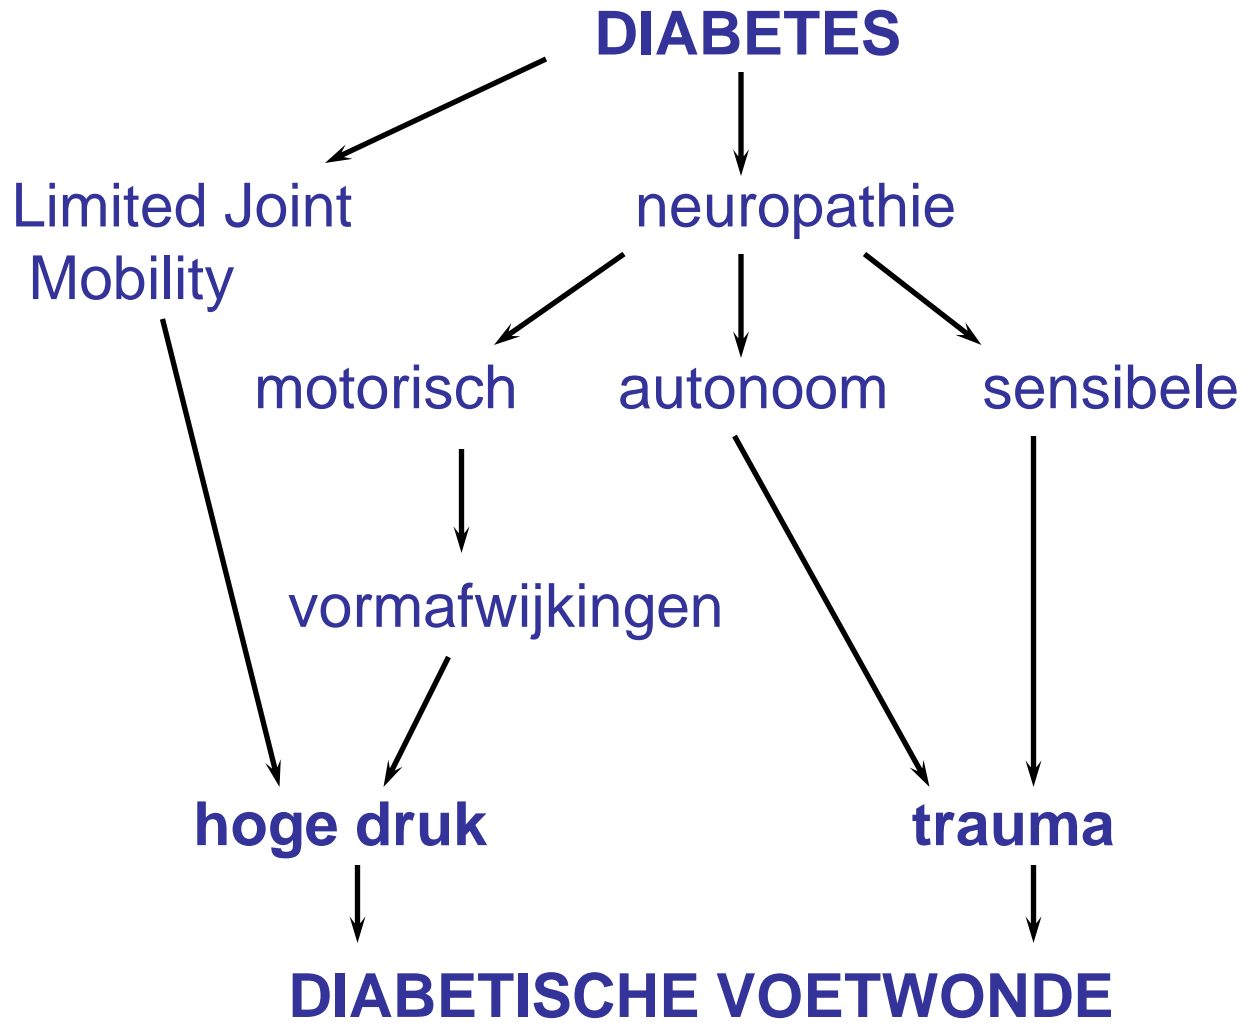 DIABETES
Limited Joint
Mobility
neuropathie
motorisch
autonoom
sensibele
vormafwijkingen
hoge druk
trauma
DIABETISCHE VOETWONDE